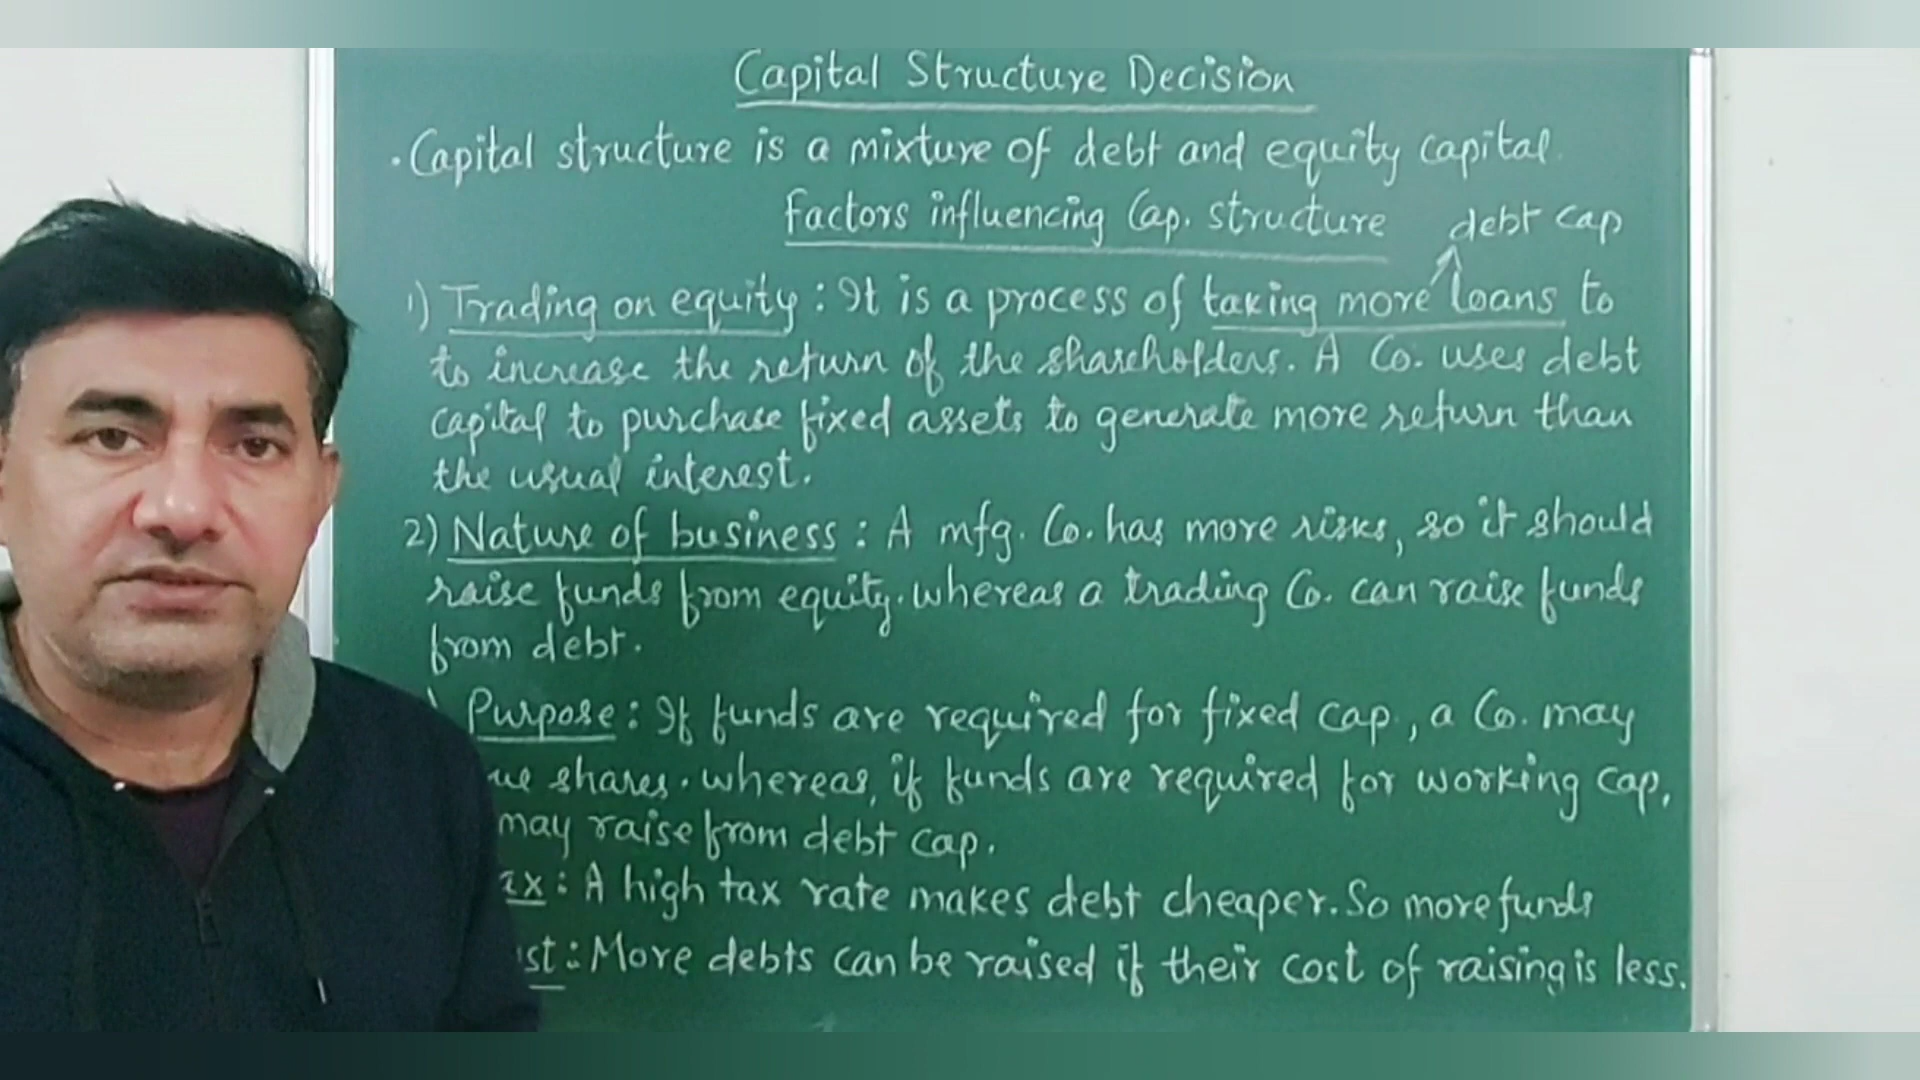 Capital Structure Decision
. Capital structure is a mixture of debt and equity capital.
Factors influencing Cap. structure
debt cap
1) Trading on equity : It is a process of taking more loans to
to increase the return of the shareholders. A Co. uses debt
capital to purchase fixed assets to generate more return than
the usual interest.
2) Nature of business : A mfg. Co. has more risks, so it should
raise funds from equity. whereas a trading Co. can raise funds
from debt.
) Purpose : If funds are required for fixed cap, a Co. may
shares. whereas, if funds are required for working cap,
may raise from debt cap.
ax : A high tax rate makes debt cheaper. So more funds
st : More debts can be raised if their cost of raising is less.